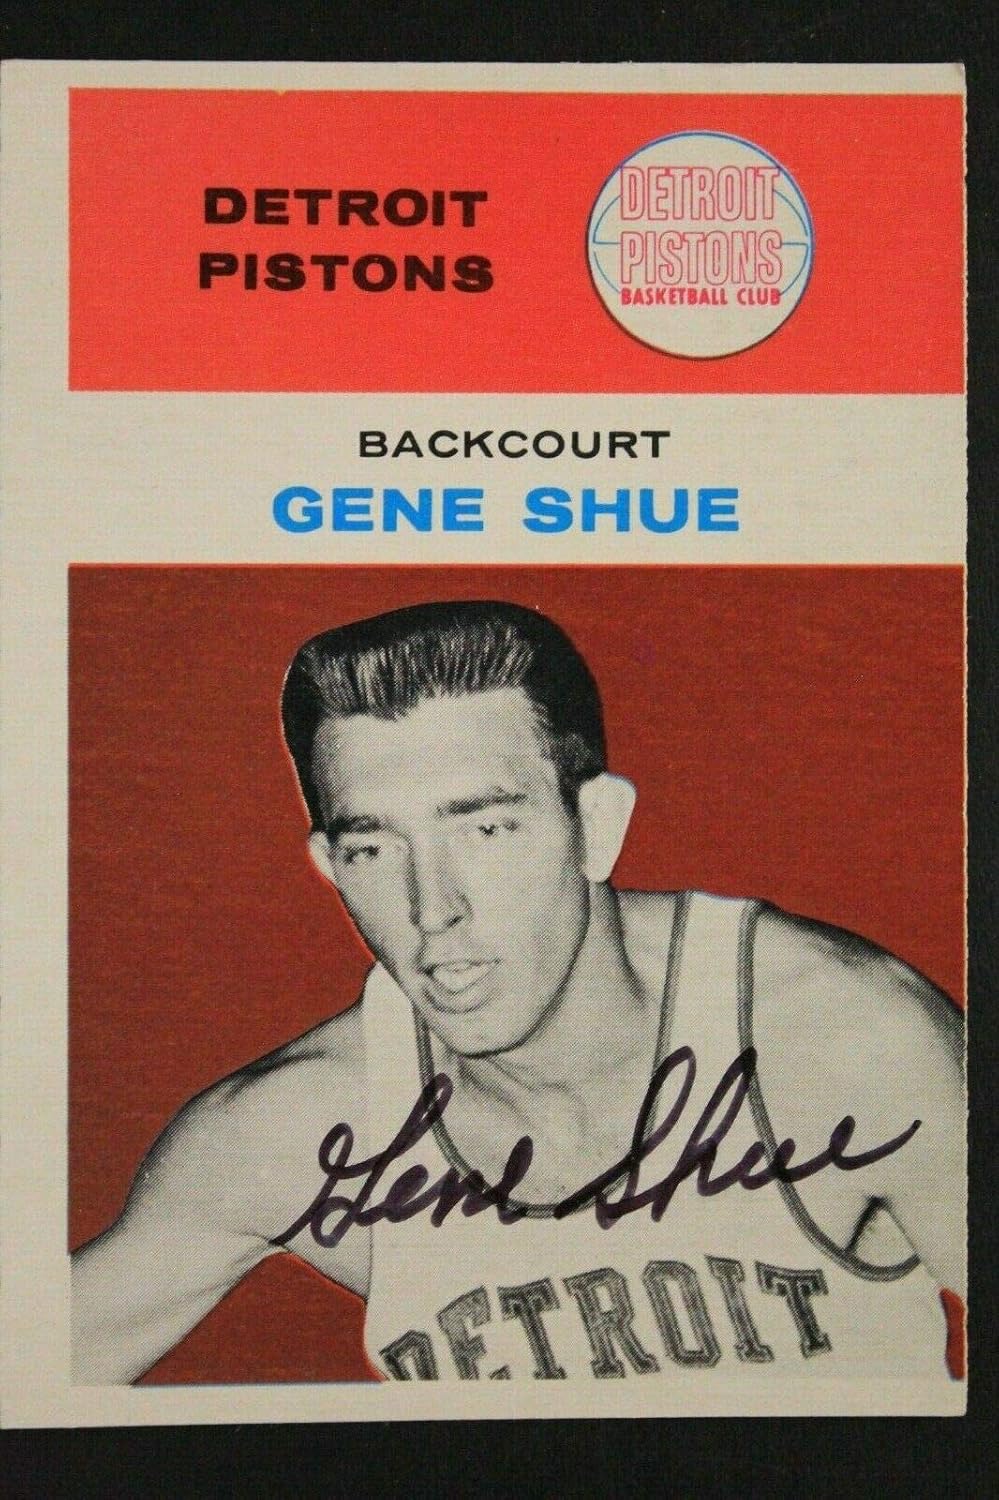 DETROIT
PISTONS
DETROIT
PISTONS
BASKETBALL CLUB
BACKCOURT
GENE SHUE
Gene Shue
DETROIT